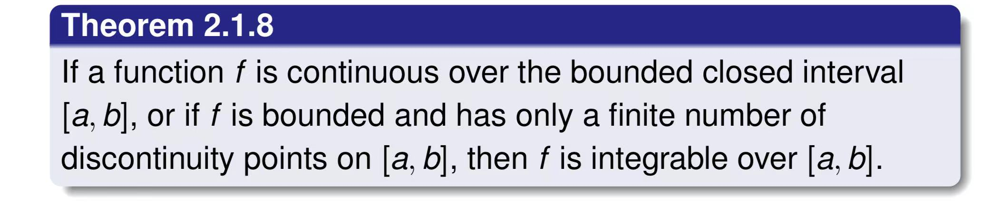 Theorem 2.1.8
If a function f is continuous over the bounded closed interval
[a, b], or if f is bounded and has only a finite number of
discontinuity points on [a, b], then f is integrable over [a, b].